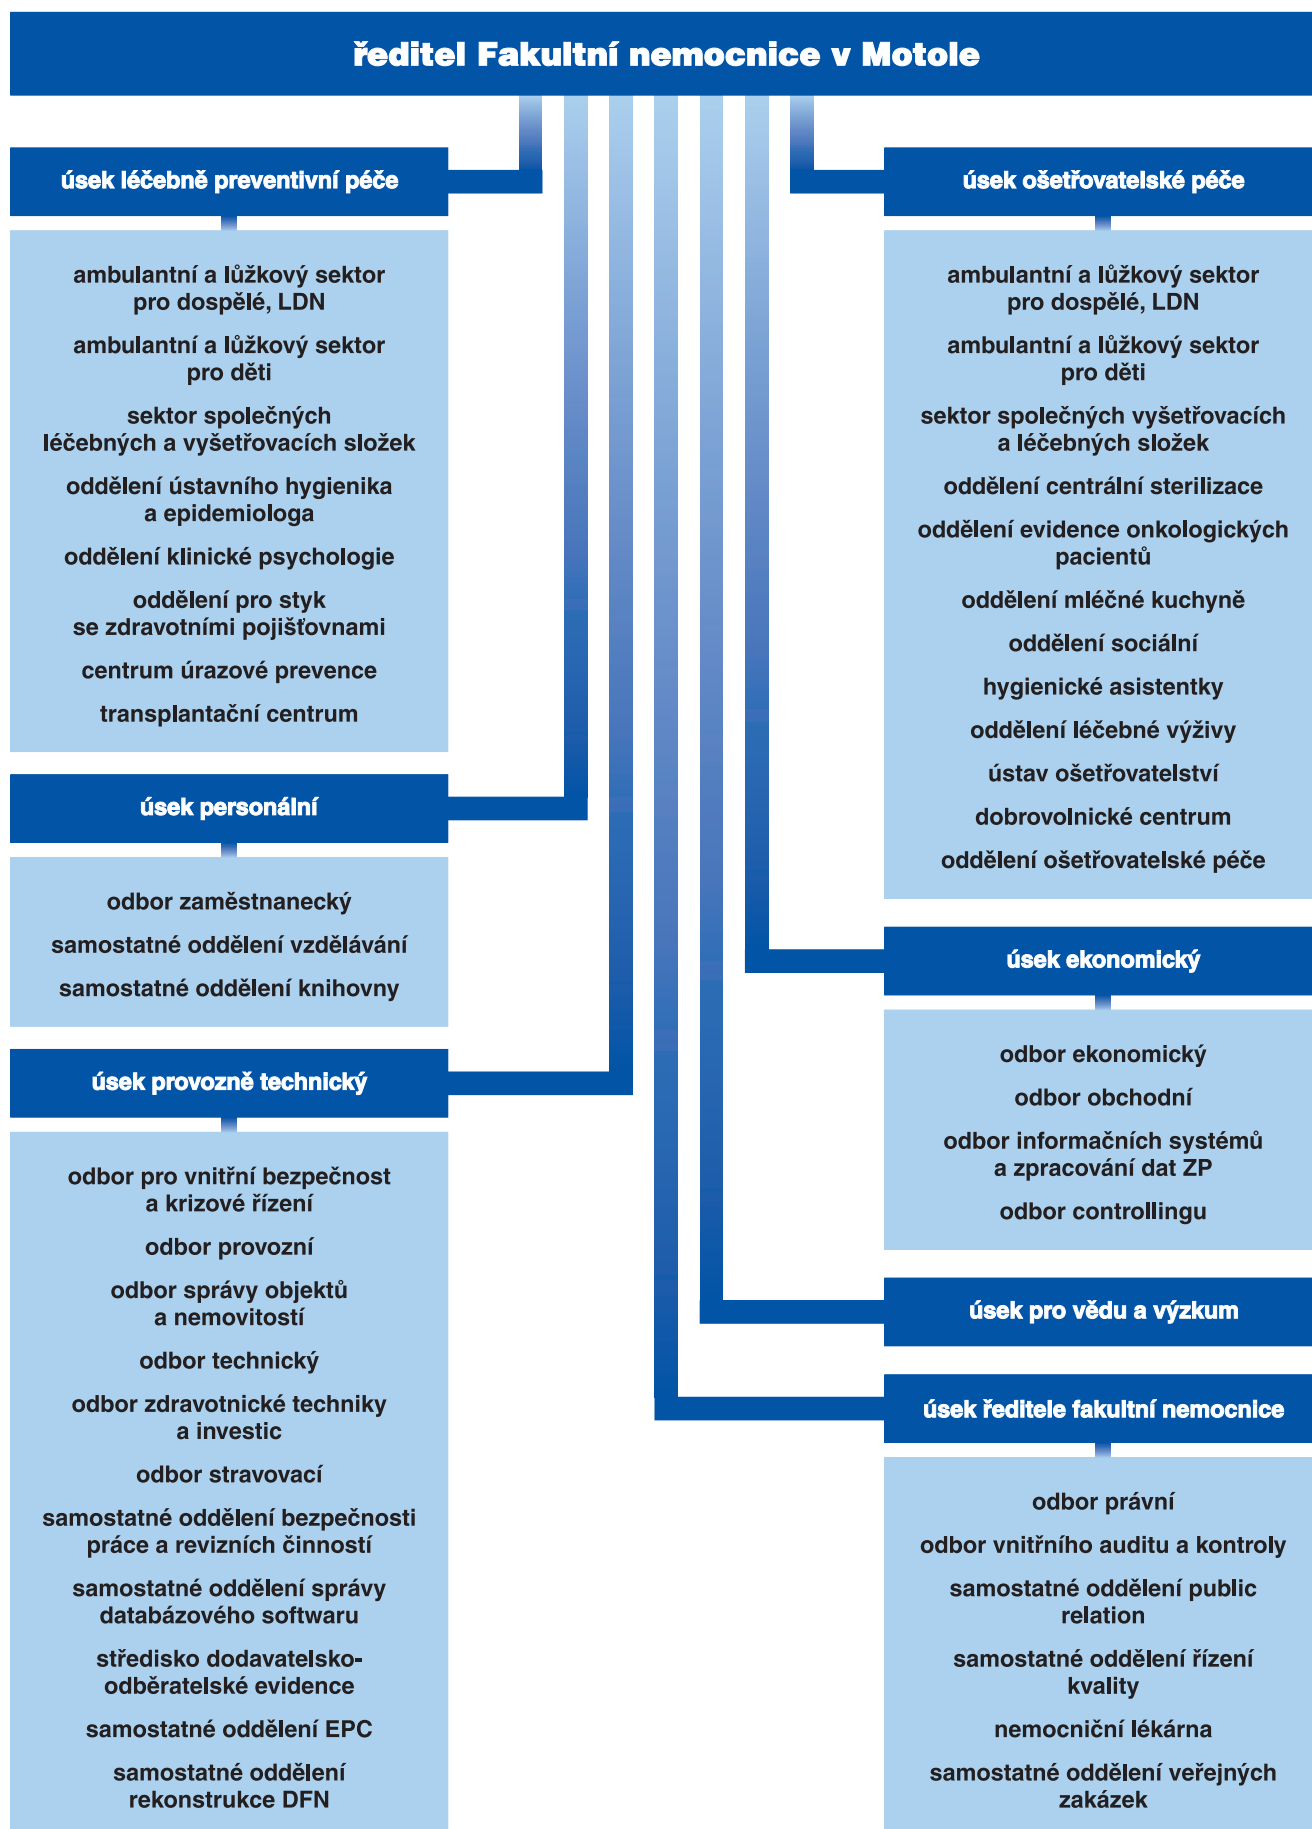 ředitel Fakultní nemocnice v Motole
úsek léčebně preventivní péče
ambulantní a lůžkový sektor
pro dospělé, LDN
ambulantní a lůžkový sektor
pro děti
sektor společných
léčebných a vyšetřovacích složek
oddělení ústavního hygienika
a epidemiologa
oddělení klinické psychologie
oddělení pro styk
se zdravotními pojišťovnami
centrum úrazové prevence
transplantační centrum
úsek personální
odbor zaměstnanecký
samostatné oddělení vzdělávání
samostatné oddělení knihovny
úsek provozně technický
odbor pro vnitřní bezpečnost
a krizové řízení
odbor provozní
odbor správy objektů
a nemovitostí
odbor technický
odbor zdravotnické techniky
a investic
odbor stravovací
samostatné oddělení bezpečnosti
práce a revizních činností
samostatné oddělení správy
databázového softwaru
středisko dodavatelsko-
odběratelské evidence
samostatné oddělení EPC
samostatné oddělení
rekonstrukce DFN
úsek ošetřovatelské péče
ambulantní a lůžkový sektor
pro dospělé, LDN
ambulantní a lůžkový sektor
pro děti
sektor společných vyšetřovacích
a léčebných složek
oddělení centrální sterilizace
oddělení evidence onkologických
pacientů
oddělení mléčné kuchyně
oddělení sociální
hygienické asistentky
oddělení léčebné výživy
ústav ošetřovatelství
dobrovolnické centrum
oddělení ošetřovatelské péče
úsek ekonomický
odbor ekonomický
odbor obchodní
odbor informačních systémů
a zpracování dat ZP
odbor controllingu
úsek pro vědu a výzkum
úsek ředitele fakultní nemocnice
odbor právní
odbor vnitřního auditu a kontroly
samostatné oddělení public
relation
samostatné oddělení řízení
kvality
nemocniční lékárna
samostatné oddělení veřejných
zakázek